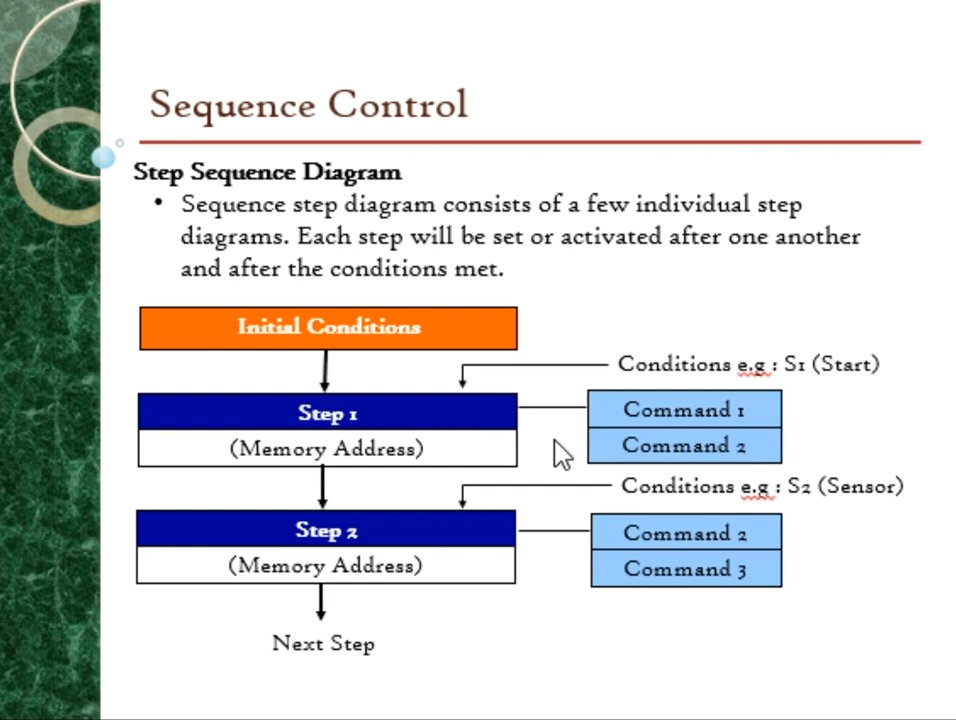 Sequence Control
Step Sequence Diagram
• Sequence step diagram consists of a few individual step
diagrams. Each step will be set or activated after one another
and after the conditions met.
Initial Conditions
Conditions e.g : S1 (Start)
Step 1
Command 1
(Memory Address)
Command 2
Conditions e.g : S2 (Sensor)
Step 2
Command 2
(Memory Address)
Command 3
Next Step